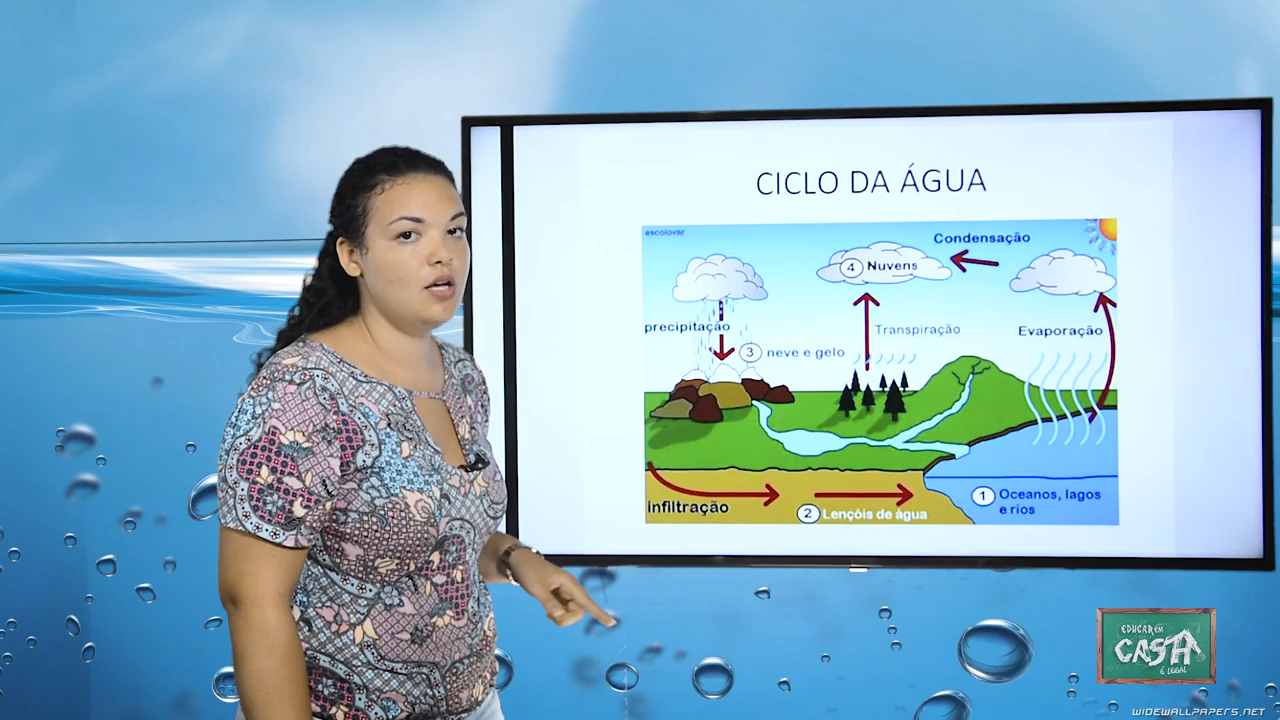 CICLO DA ÁGUA
escolovar
Condensação
4 Nuvens
precipitação
Transpiração
Evaporação
3 neve e gelo
1 Oceanos, lagos
e rios
infiltração
2 Lençóis de água
EDUCAR EM
CASA
É LEGAL
WIDEWALLPAPERS.NET